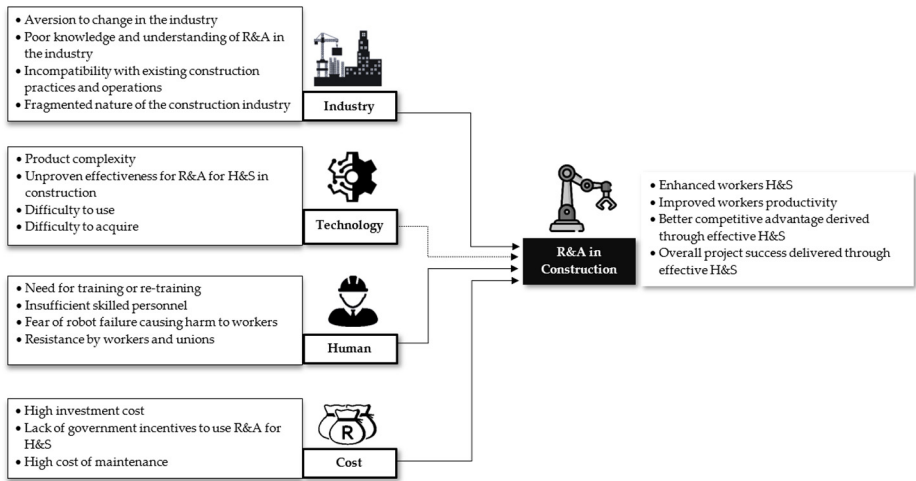 • Aversion to change in the industry
• Poor knowledge and understanding of R&A in
the industry
• Incompatibility with existing construction
practices and operations
• Fragmented nature of the construction industry
Industry
• Product complexity
• Unproven effectiveness for R&A for H&S in
construction
• Difficulty to use
• Difficulty to acquire
Technology
• Need for training or re-training
• Insufficient skilled personnel
• Fear of robot failure causing harm to workers
• Resistance by workers and unions
Human
• High investment cost
• Lack of government incentives to use R&A for
H&S
• High cost of maintenance
R
Cost
R&A in
Construction
• Enhanced workers H&S
• Improved workers productivity
• Better competitive advantage derived
through effective H&S
• Overall project success delivered through
effective H&S